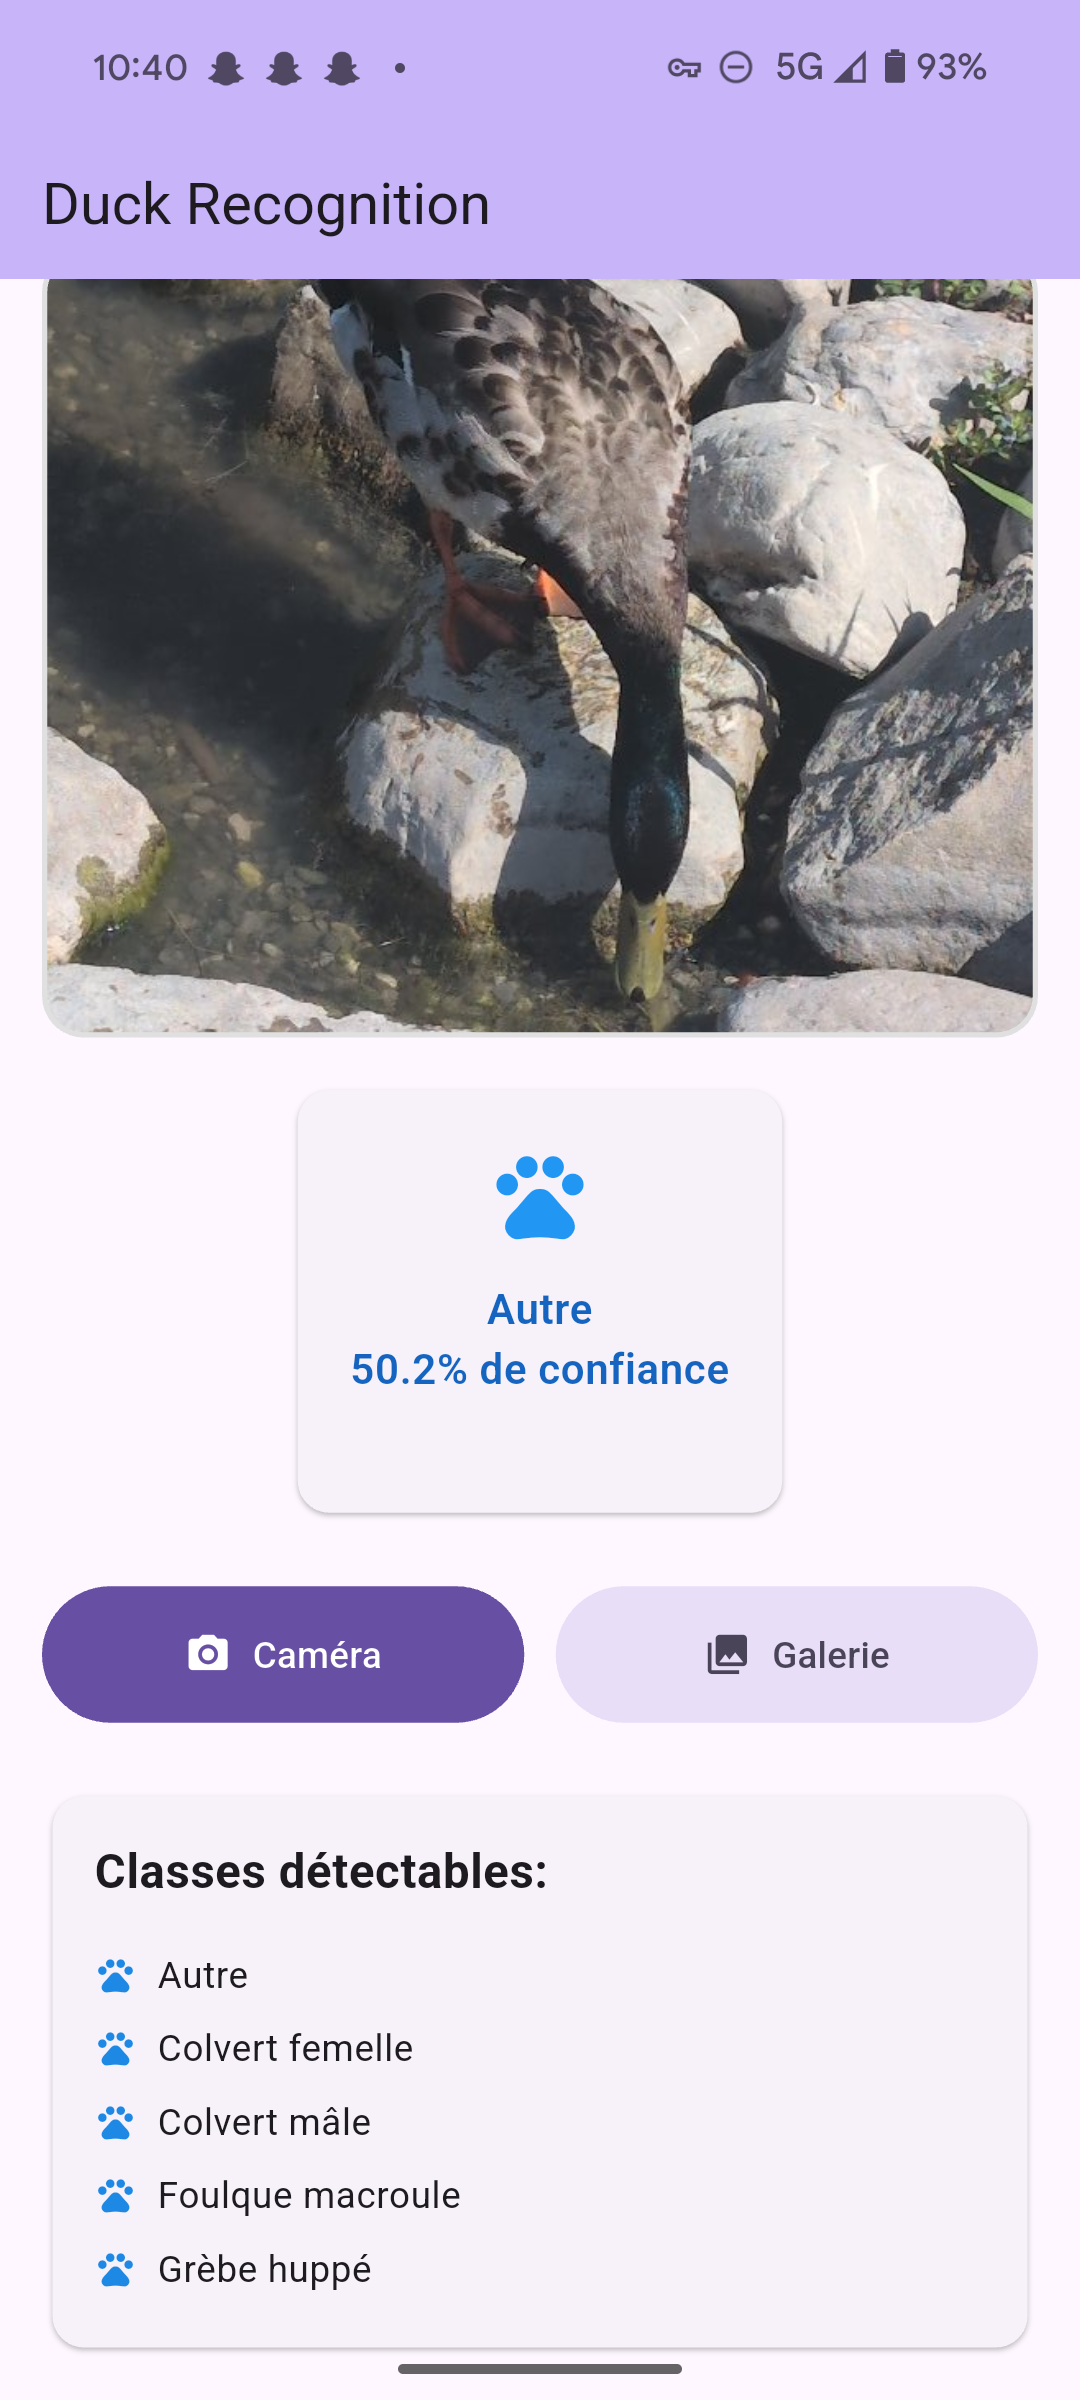 10:40 5G 93%
Duck Recognition
Autre
50.2% de confiance
Caméra Galerie
Classes détectables:
Autre
Colvert femelle
Colvert mâle
Foulque macroule
Grèbe huppé